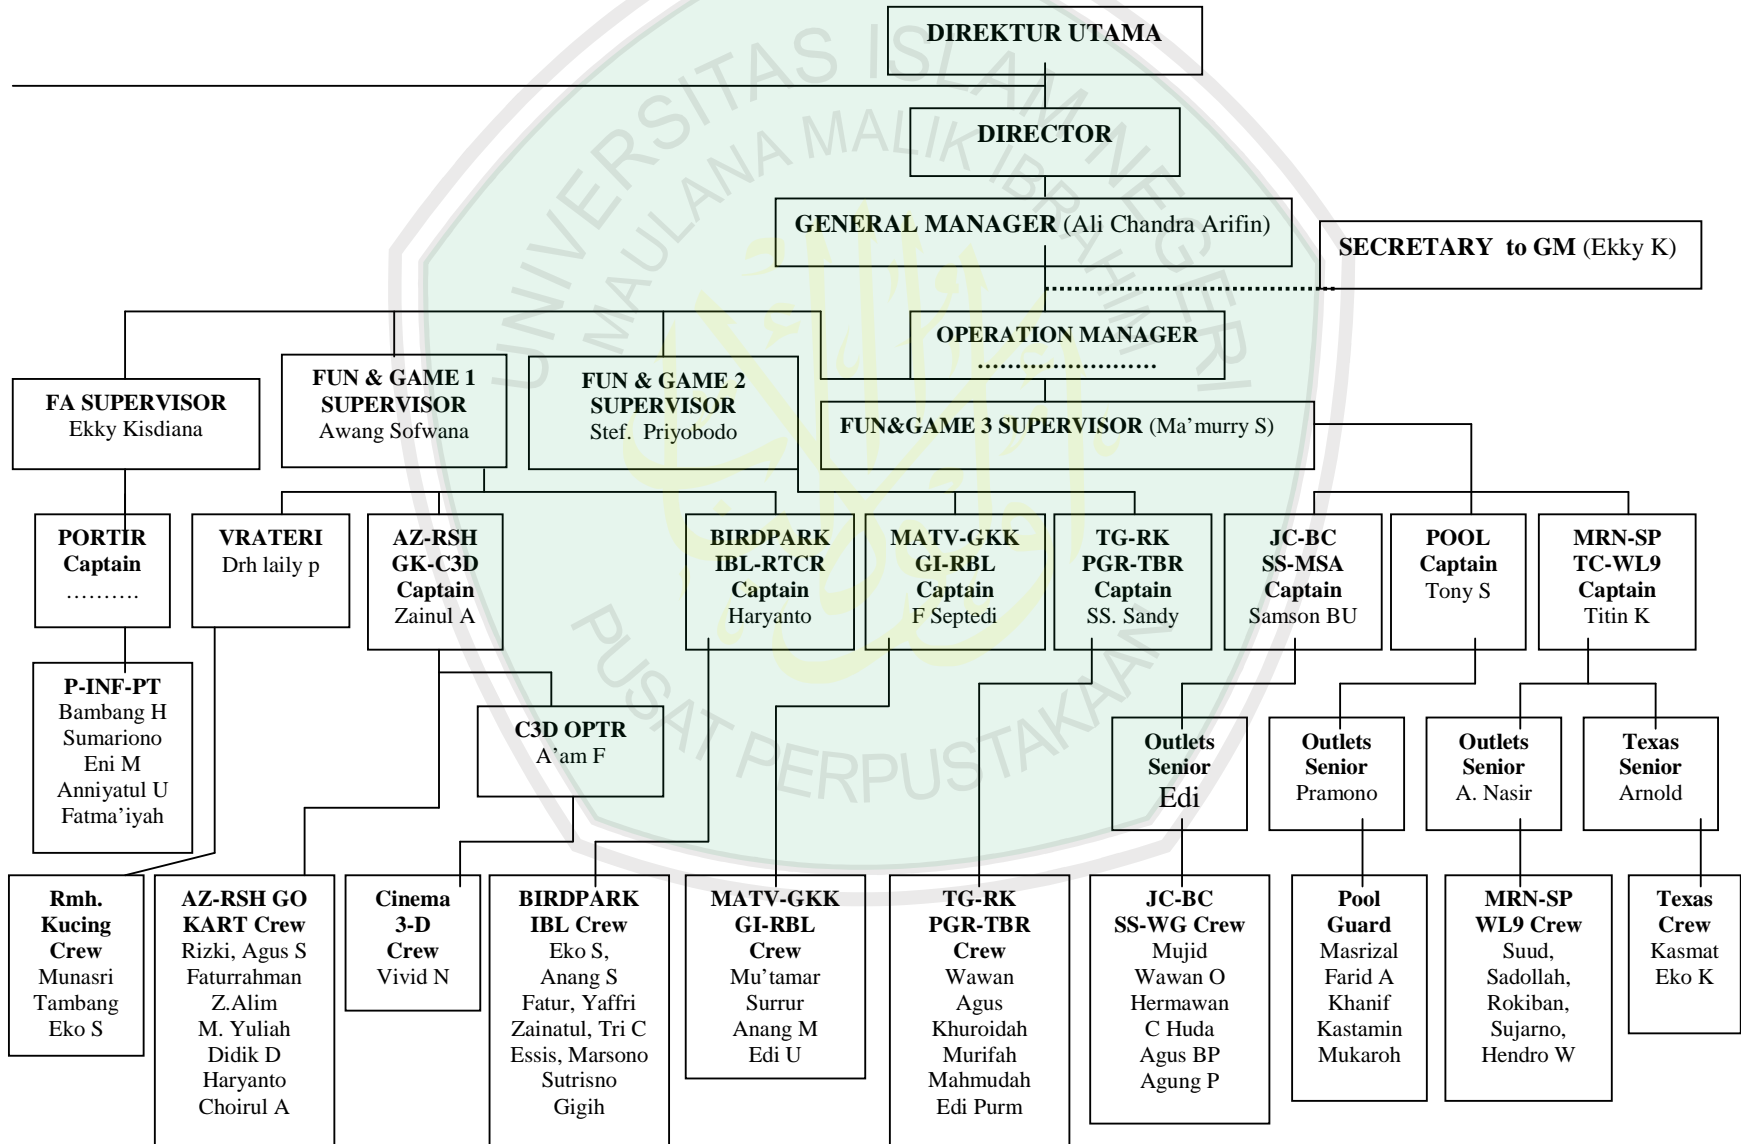 DIREKTUR UTAMA
DIRECTOR
GENERAL MANAGER (Ali Chandra Arifin)
SECRETARY to GM (Ekky K)
OPERATION MANAGER
……………………
FA SUPERVISOR
Ekky Kisdiana
FUN & GAME 1
SUPERVISOR
Awang Sofwana
FUN & GAME 2
SUPERVISOR
Stef. Priyobodo
FUN&GAME 3 SUPERVISOR (Ma’murry S)
PORTIR
Captain
……….
VRATERI
Drh laily p
AZ-RSH
GK-C3D
Captain
Zainul A
BIRDPARK
IBL-RTCR
Captain
Haryanto
MATV-GKK
GI-RBL
Captain
F Septedi
TG-RK
PGR-TBR
Captain
SS. Sandy
JC-BC
SS-MSA
Captain
Samson BU
POOL
Captain
Tony S
MRN-SP
TC-WL9
Captain
Titin K
P-INF-PT
Bambang H
Sumariono
Eni M
Anniyatul U
Fatma’iyah
C3D OPTR
A’am F
Outlets
Senior
Edi
Outlets
Senior
Pramono
Outlets
Senior
A. Nasir
Texas
Senior
Arnold
Rmh.
Kucing
Crew
Munasri
Tambang
Eko S
AZ-RSH GO
KART Crew
Rizki, Agus S
Faturrahman
Z.Alim
M. Yuliah
Didik D
Haryanto
Choirul A
Cinema
3-D
Crew
Vivid N
BIRDPARK
IBL Crew
Eko S,
Anang S
Fatur, Yaffri
Zainatul, Tri C
Essis, Marsono
Sutrisno
Gigih
MATV-GKK
GI-RBL
Crew
Mu’tamar
Surrur
Anang M
Edi U
TG-RK
PGR-TBR
Crew
Wawan
Agus
Khuroidah
Murifah
Mahmudah
Edi Purm
JC-BC
SS-WG Crew
Mujid
Wawan O
Hermawan
C Huda
Agus BP
Agung P
Pool
Guard
Masrizal
Farid A
Khanif
Kastamin
Mukaroh
MRN-SP
WL9 Crew
Suud,
Sadollah,
Rokiban,
Sujarno,
Hendro W
Texas
Crew
Kasmat
Eko K
UNIVERSITAS ISLAM NEGERI
MAULANA MALIK IBRAHIM
PUSAT PERPUSTAKAAN